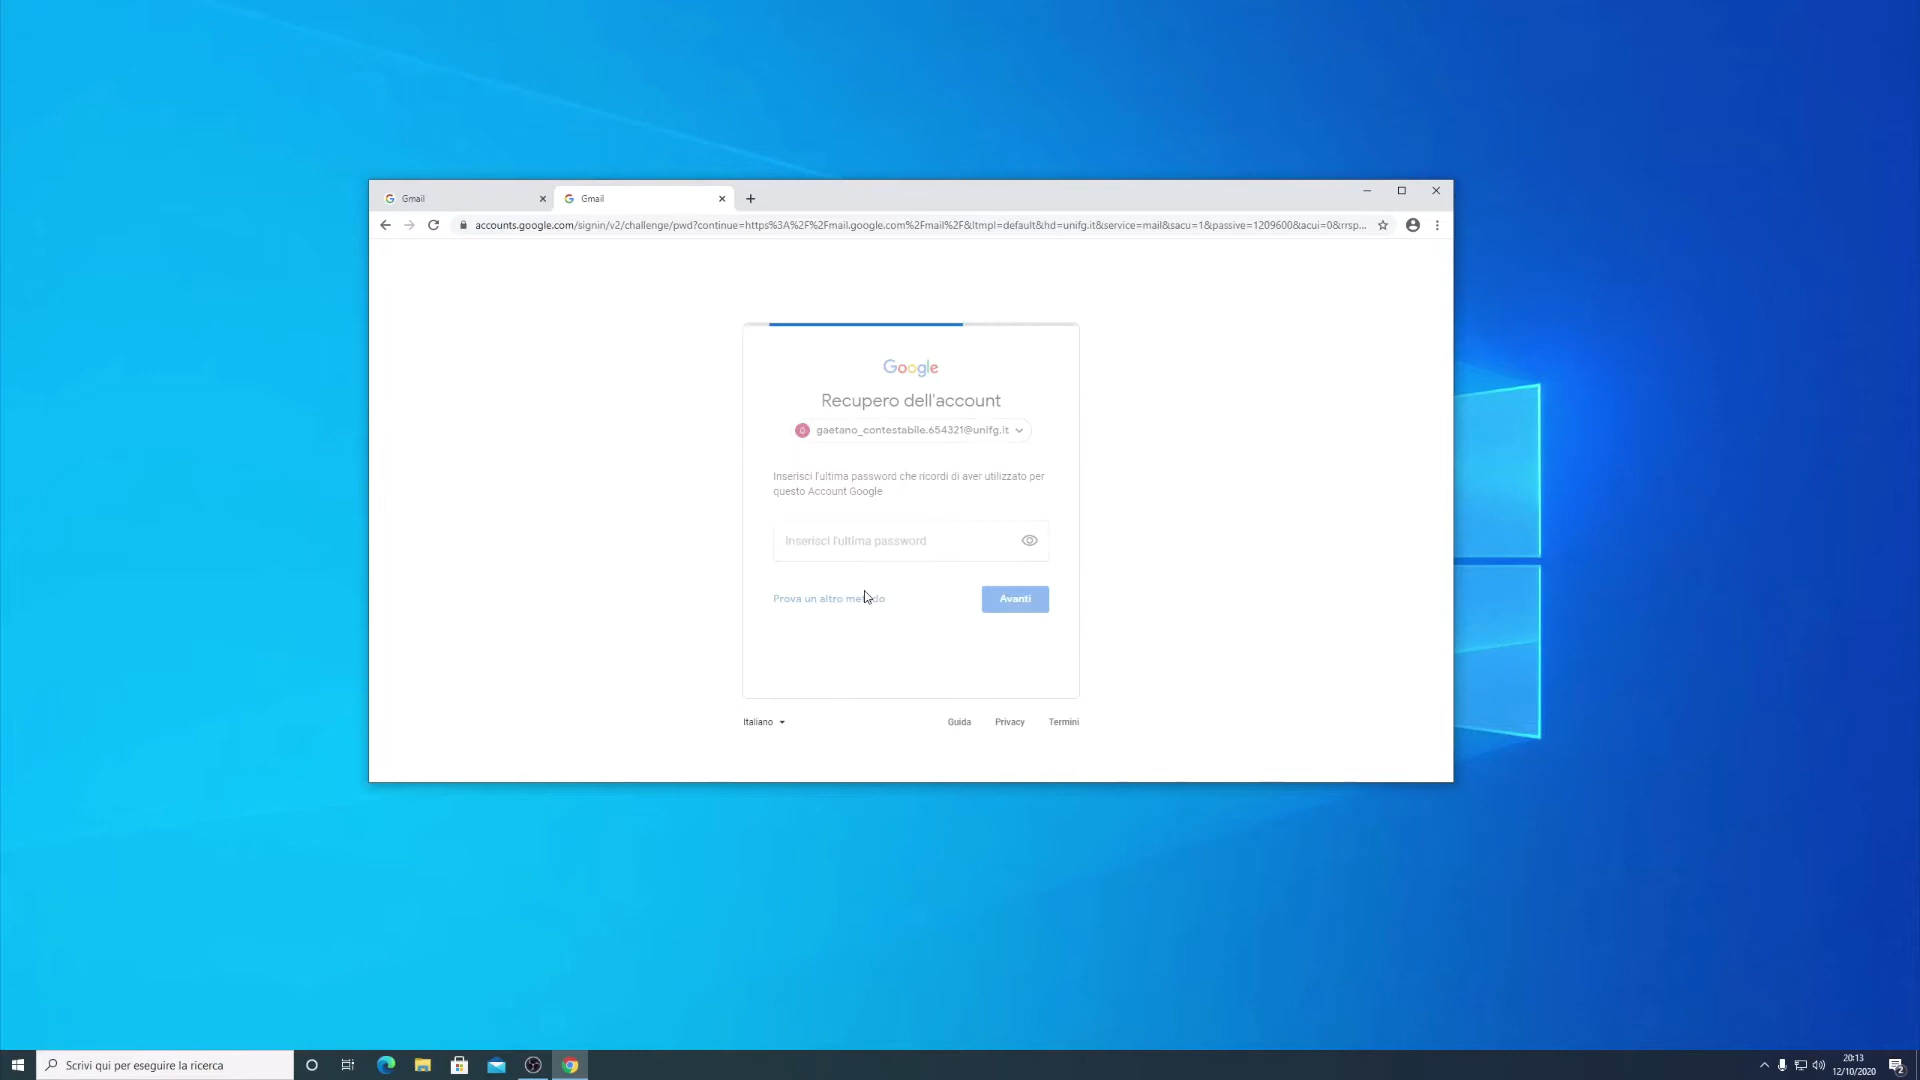 Gmail
Gmail
accounts.google.com/signin/v2/challenge/pwd?continue=https%3A%2F%2Fmail.google.com%2Fmail%2F&ltmpl=default&hd=unifg.it&service=mail&sacu=1&passive=1209600&acui=0&rrsp...
Google
Recupero dell'account
gaetano_contestabile.654321@unifg.it
Inserisci l'ultima password che ricordi di aver utilizzato per
questo Account Google
Inserisci l'ultima password
Prova un altro metodo
Avanti
Italiano
Guida Privacy Termini
Scrivi qui per eseguire la ricerca
20:13
12/10/2020
2